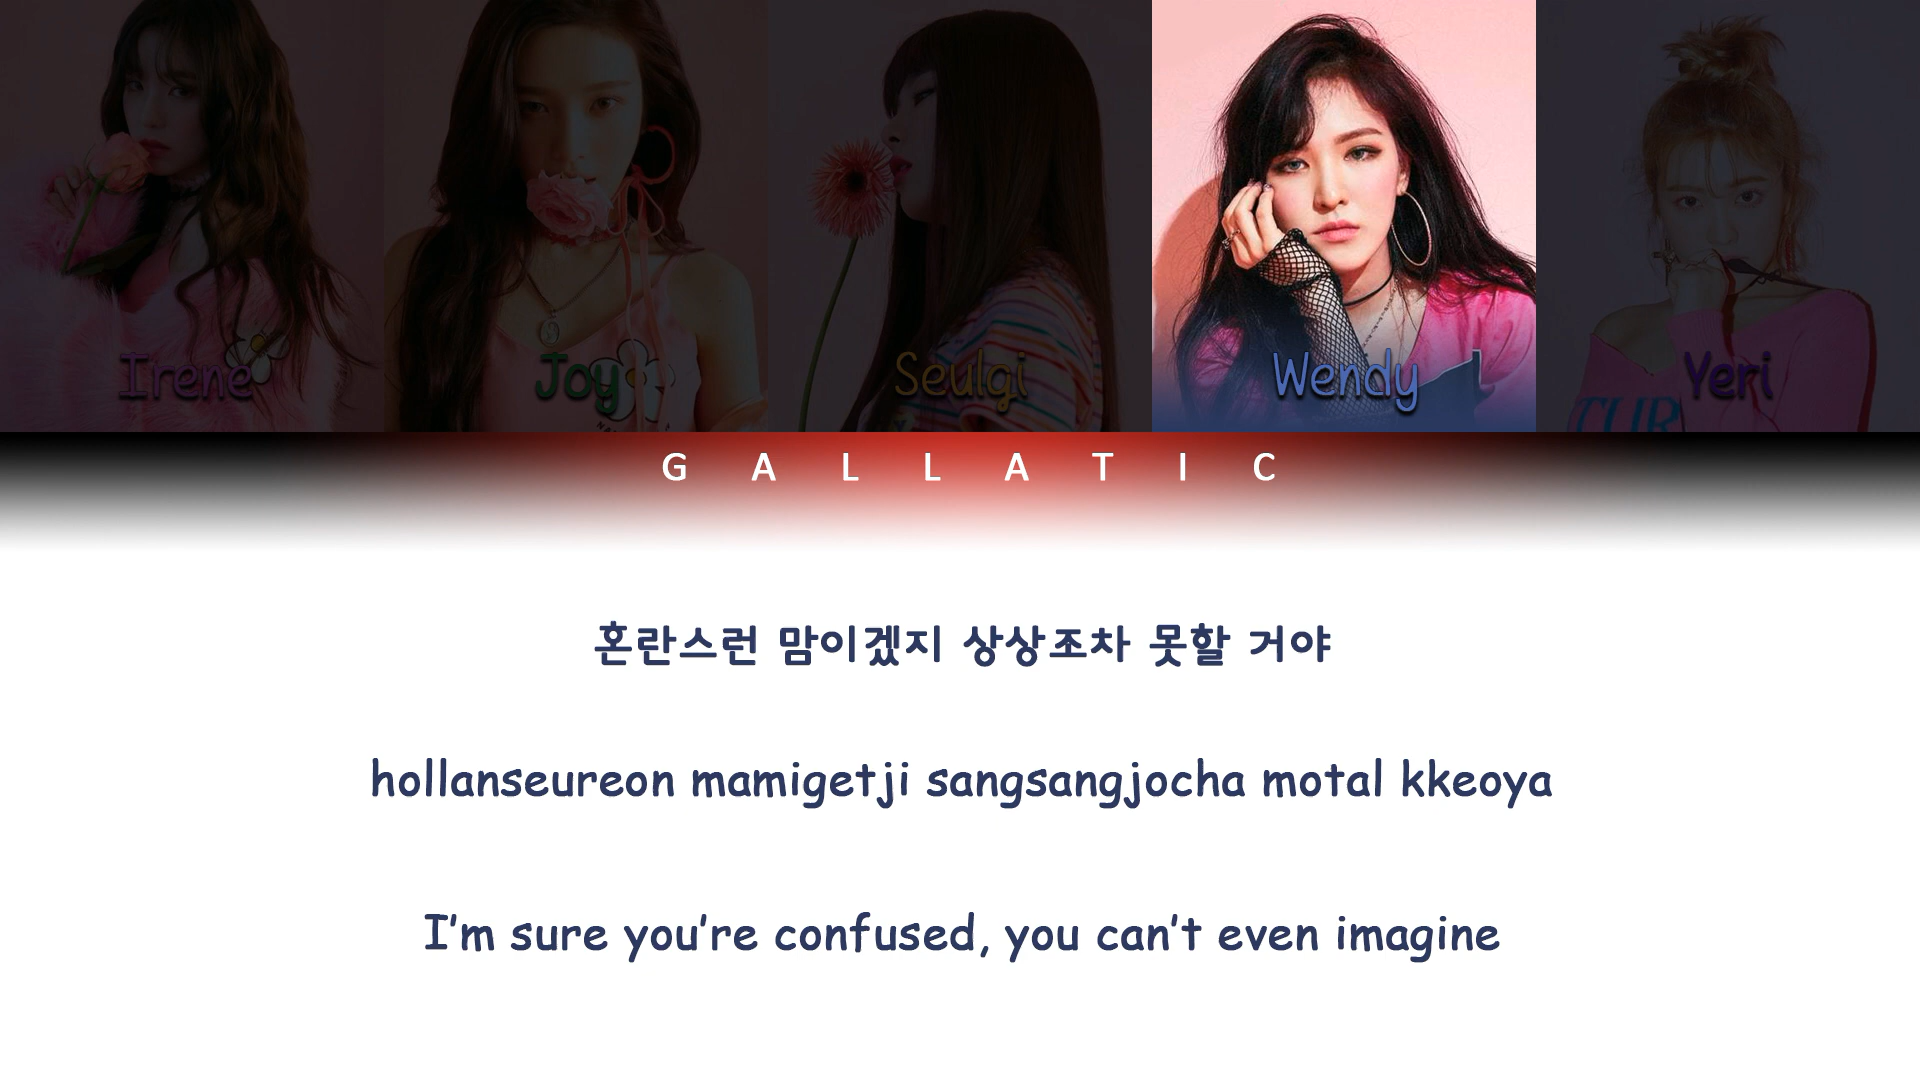 Irene Joy Seulgi Wendy Yeri
TUR
G A L L A T I C
혼란스런 맘이겠지 상상조차 못할 거야
hollanseureon mamigetji sangsangjocha motal kkeoya
I'm sure you're confused, you can't even imagine